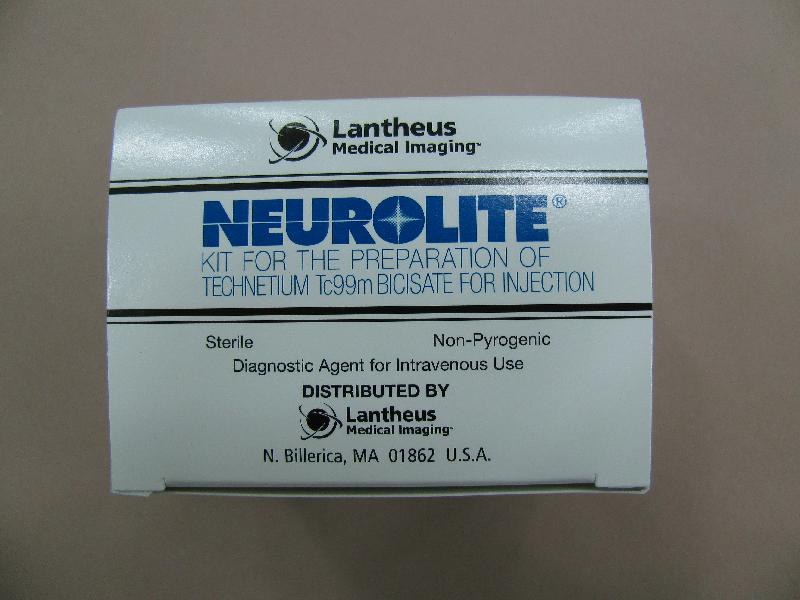 Lantheus
Medical Imaging™
NEUROLITE®
KIT FOR THE PREPARATION OF
TECHNETIUM Tc99m BICISATE FOR INJECTION
Sterile Non-Pyrogenic
Diagnostic Agent for Intravenous Use
DISTRIBUTED BY
Lantheus
Medical Imaging™
N. Billerica, MA 01862 U.S.A.